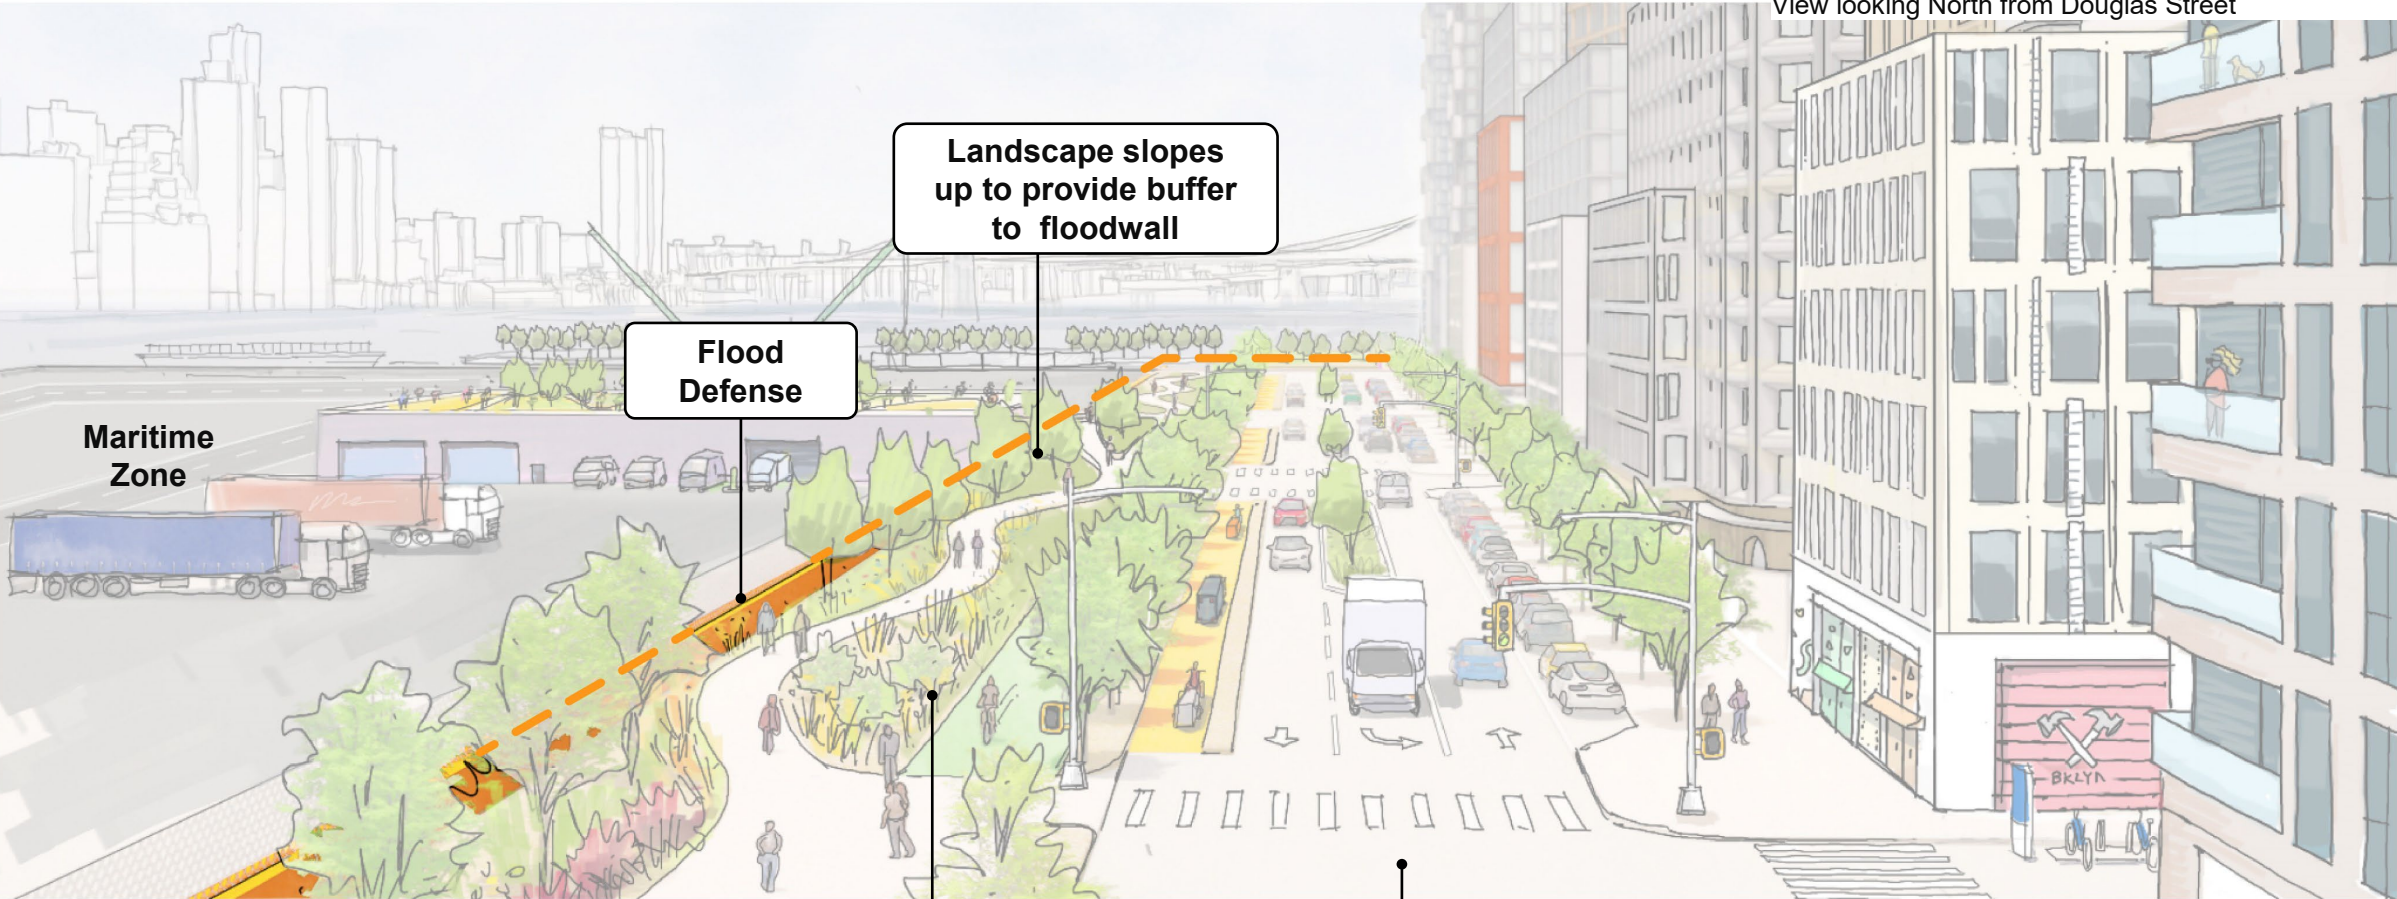 View looking North from Douglas Street
Landscape slopes
up to provide buffer
to floodwall
Flood
Defense
Maritime
Zone
BKLYN